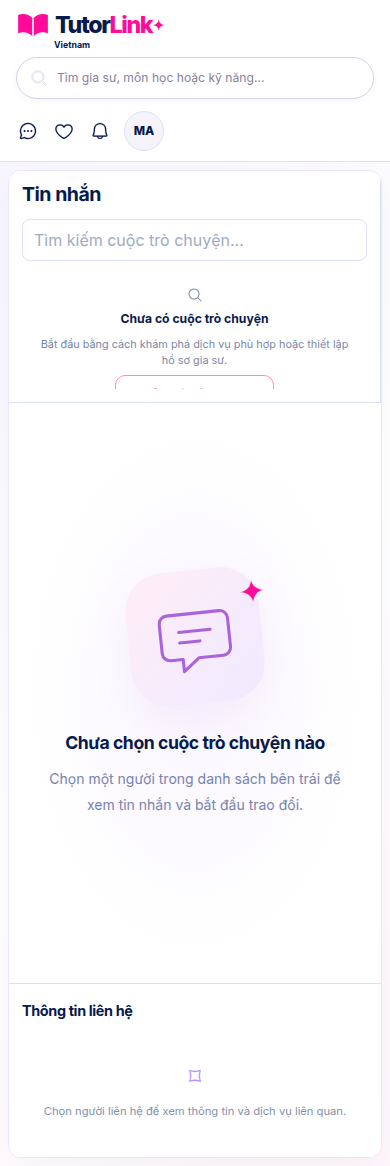 TutorLink
Vietnam
Tìm gia sư, môn học hoặc kỹ năng...
MA
Tin nhắn
Tìm kiếm cuộc trò chuyện...
Chưa có cuộc trò chuyện
Bắt đầu bằng cách khám phá dịch vụ phù hợp hoặc thiết lập
hồ sơ gia sư.
Chưa chọn cuộc trò chuyện nào
Chọn một người trong danh sách bên trái để
xem tin nhắn và bắt đầu trao đổi.
Thông tin liên hệ
Chọn người liên hệ để xem thông tin và dịch vụ liên quan.